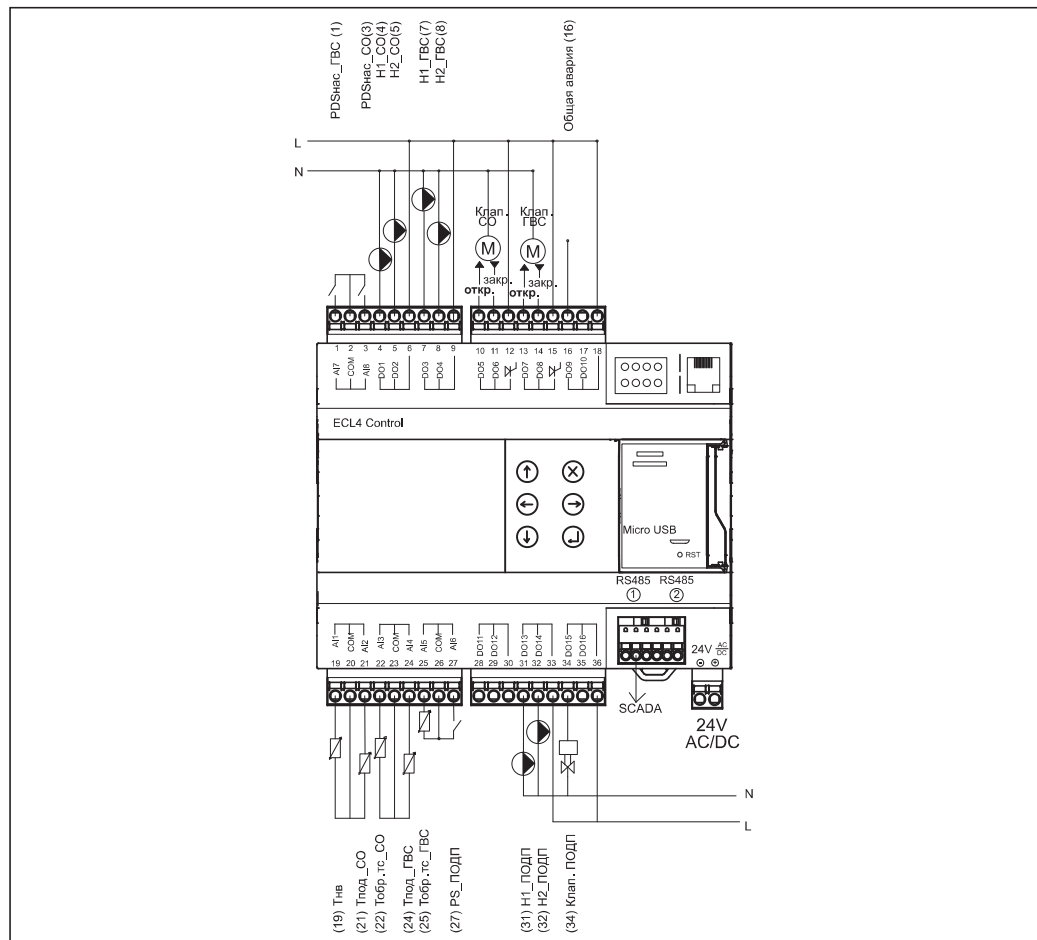 PDSнас_ГВС (1)
PDSнас_СО(3)
Н1_СО(4)
Н2_СО(5)
Н1_ГВС(7)
Н2_ГВС(8)
Общая авария (16)
L
N
Клап. СО
Клап. ГВС
M
M
закр.
закр.
откр.
откр.
1 2 3 4 5 6 7 8 9
10 11 12 13 14 15 16 17 18
AI7
COM
AI8
DO1
DO2
DO3
DO4
DO5
DO6
DO7
DO8
DO9
DO10
ECL4 Control
Micro USB
RST
RS485 RS485
1 2
AI1
COM
AI2
AI3
COM
AI4
AI5
COM
AI6
DO11
DO12
DO13
DO14
DO15
DO16
24V AC/DC
19 20 21 22 23 24 25 26 27
28 29 30 31 32 33 34 35 36
SCADA
24V
AC/DC
N
L
(19) Тнв
(21) Тпод_СО
(22) Тобр.тс_СО
(24) Тпод_ГВС
(25) Тобр.тс_ГВС
(27) PS_ПОДП
(31) Н1_ПОДП
(32) Н2_ПОДП
(34) Клап. ПОДП